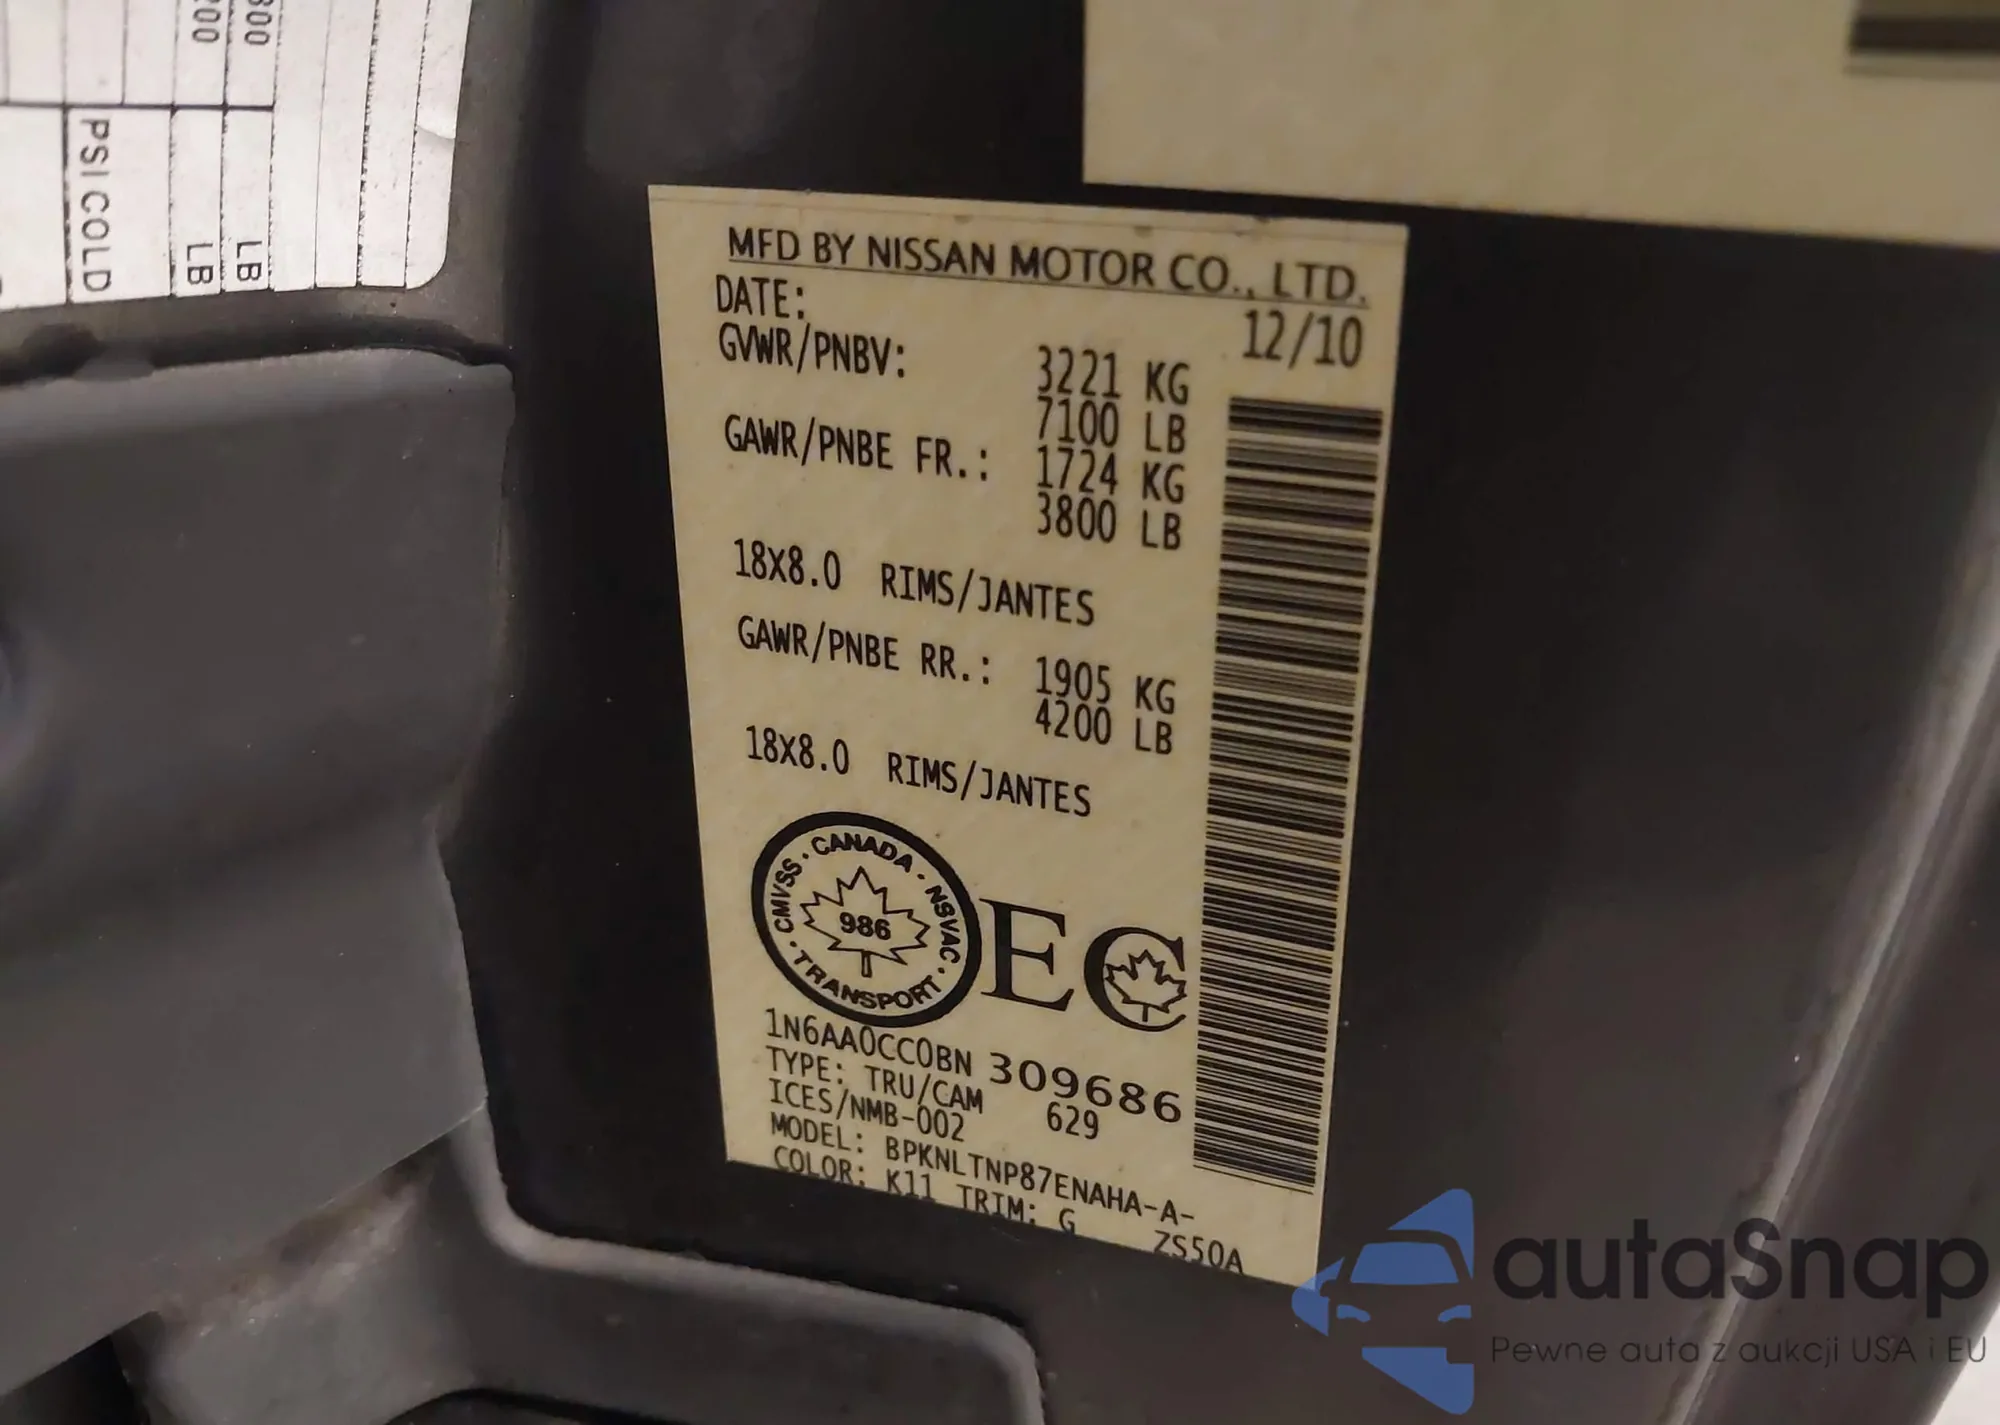 800
200
PSI COLD
LB
LB
MFD BY NISSAN MOTOR CO., LTD.
DATE: 12/10
GVWR/PNBV: 3221 KG
7100 LB
GAWR/PNBE FR.: 1724 KG
3800 LB
18X8.0 RIMS/JANTES
GAWR/PNBE RR.: 1905 KG
4200 LB
18X8.0 RIMS/JANTES
CANADA · NSVAC · TRANSPORT · CMVSS ·
986
EC
1N6AA0CC0BN 309686
TYPE: TRU/CAM 629
ICES/NMB-002
MODEL: BPKNLTNP87ENAHA-A-
COLOR: K11 TRIM: G ZS50A
autaSnap
Pewne auta z aukcji USA i EU